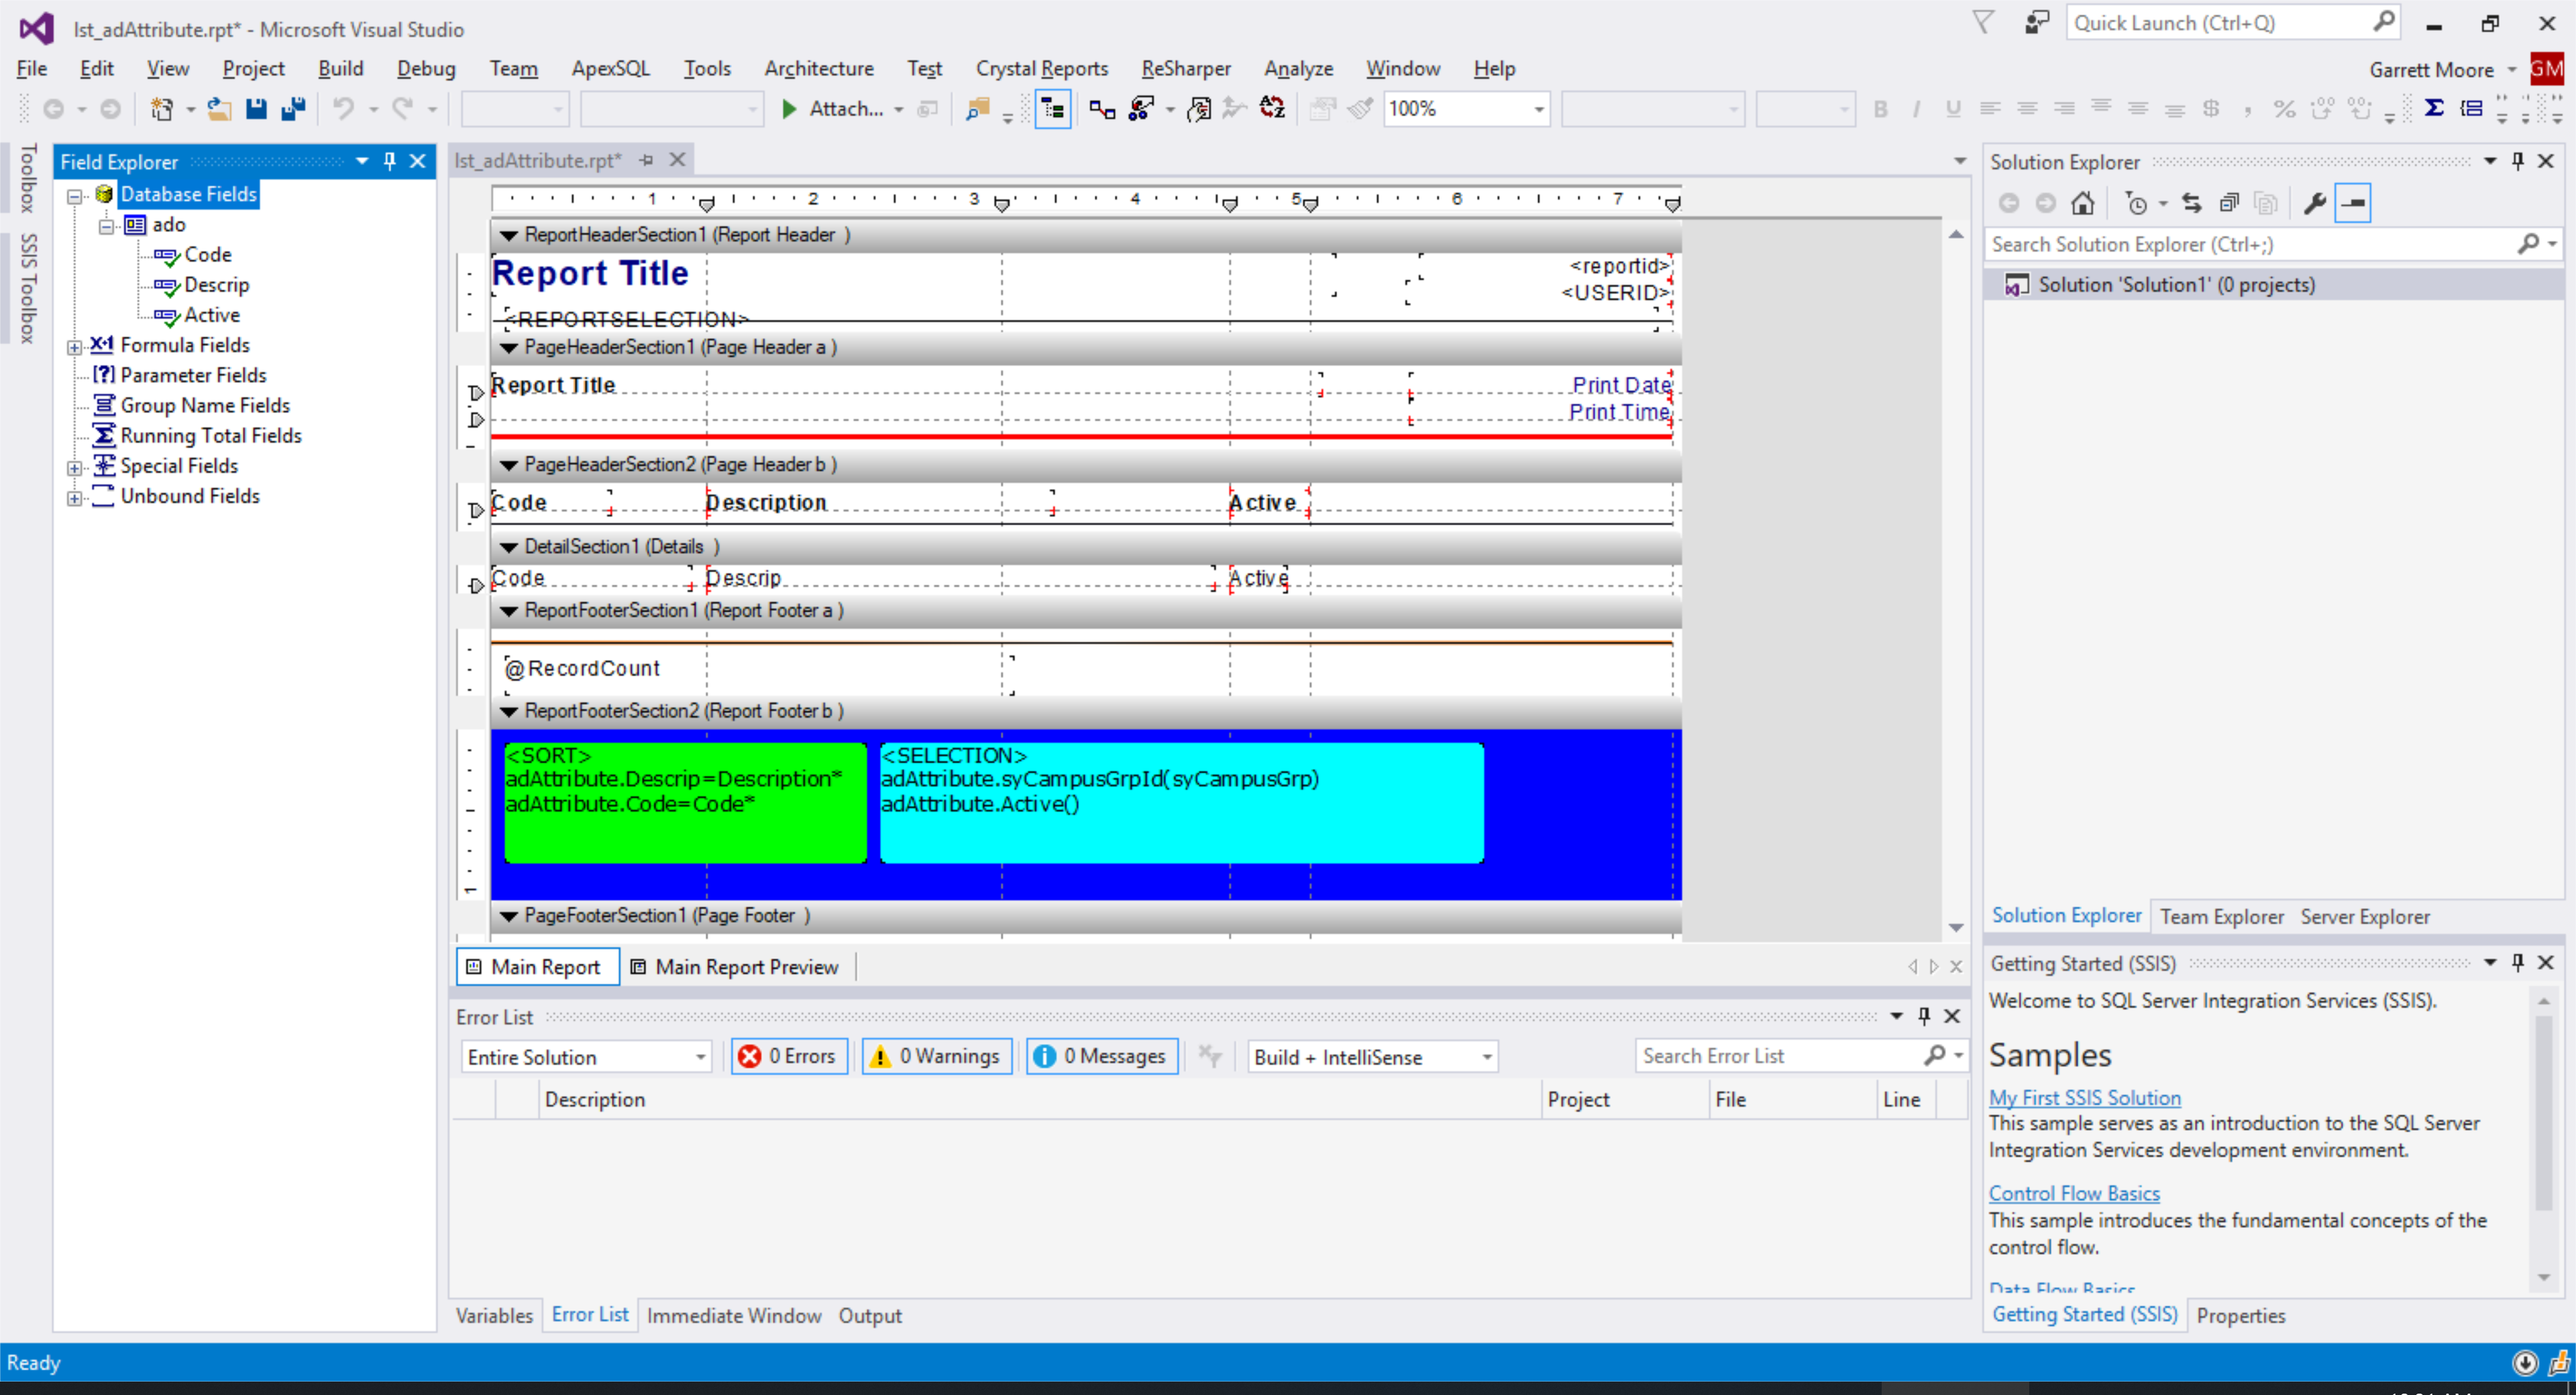 lst_adAttribute.rpt* - Microsoft Visual Studio
Quick Launch (Ctrl+Q)
File Edit View Project Build Debug Team ApexSQL Tools Architecture Test Crystal Reports ReSharper Analyze Window Help
Garrett Moore GM
Attach... 100% B I U $ , %
Toolbox
SSIS Toolbox
Field Explorer
Database Fields
ado
Code
Descrip
Active
Formula Fields
Parameter Fields
Group Name Fields
Running Total Fields
Special Fields
Unbound Fields
lst_adAttribute.rpt*
1 2 3 4 5 6 7
ReportHeaderSection1 (Report Header )
Report Title
<reportid>
<USERID>
<REPORTSELECTION>
PageHeaderSection1 (Page Header a )
Report Title
Print Date
Print Time
PageHeaderSection2 (Page Header b )
Code Description Active
DetailSection1 (Details )
Code Descrip Active
ReportFooterSection1 (Report Footer a )
@RecordCount
ReportFooterSection2 (Report Footer b )
<SORT>
adAttribute.Descrip=Description*
adAttribute.Code=Code*
<SELECTION>
adAttribute.syCampusGrpId(syCampusGrp)
adAttribute.Active()
1
PageFooterSection1 (Page Footer )
Main Report Main Report Preview
Error List
Entire Solution 0 Errors 0 Warnings 0 Messages Build + IntelliSense Search Error List
Description Project File Line
Variables Error List Immediate Window Output
Solution Explorer
Search Solution Explorer (Ctrl+;)
Solution 'Solution1' (0 projects)
Solution Explorer Team Explorer Server Explorer
Getting Started (SSIS)
Welcome to SQL Server Integration Services (SSIS).
Samples
My First SSIS Solution
This sample serves as an introduction to the SQL Server
Integration Services development environment.
Control Flow Basics
This sample introduces the fundamental concepts of the
control flow.
Data Flow Basics
Getting Started (SSIS) Properties
Ready